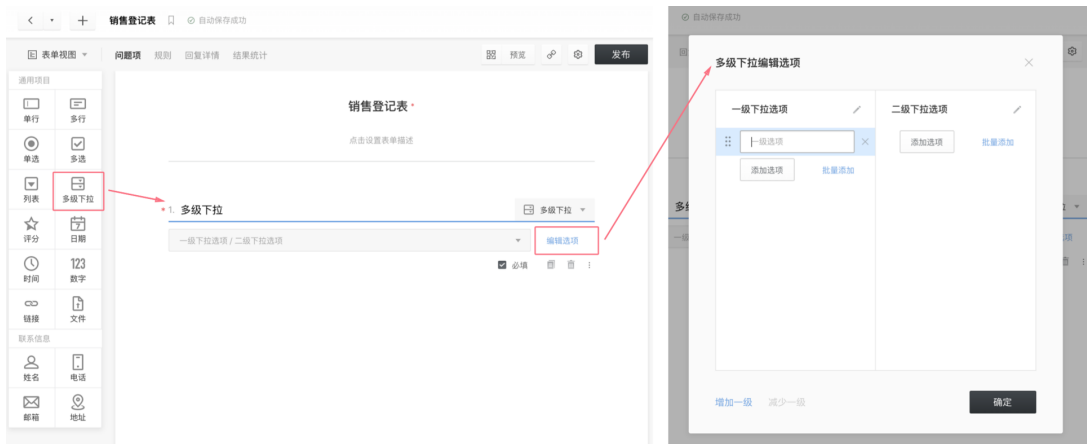 销售登记表 自动保存成功
表单视图 问题项 规则 回复详情 结果统计 预览 发布
通用项目
单行 多行
单选 多选
列表 多级下拉
评分 日期
时间 数字
123
链接 文件
联系信息
姓名 电话
邮箱 地址
销售登记表
点击设置表单描述
* 1. 多级下拉 多级下拉
一级下拉选项 / 二级下拉选项 编辑选项
必填
自动保存成功
多级下拉编辑选项
一级下拉选项 二级下拉选项
一级选项 添加选项 批量添加
添加选项 批量添加
增加一级 减少一级 确定